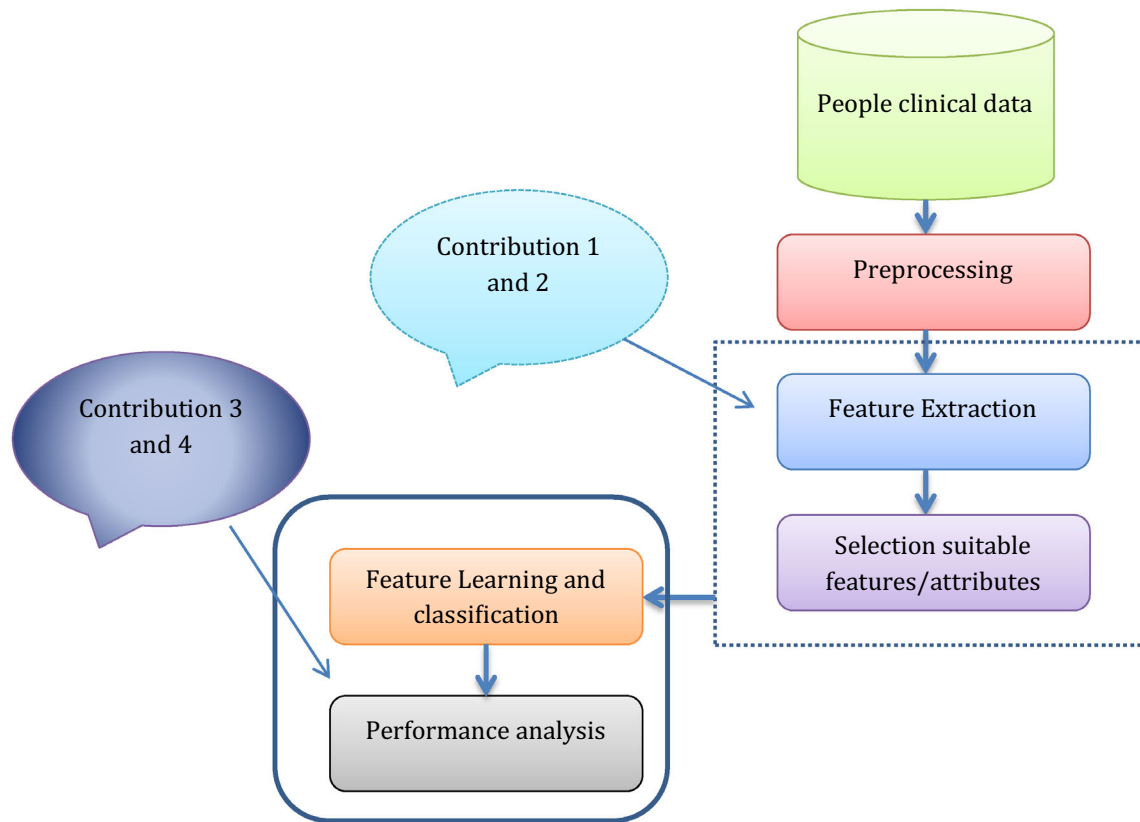 People clinical data
Contribution 1
and 2
Preprocessing
Contribution 3
and 4
Feature Extraction
Selection suitable
features/attributes
Feature Learning and
classification
Performance analysis